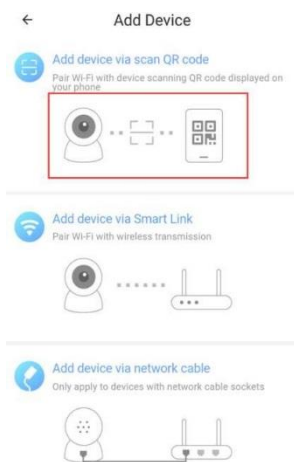 Add Device
Add device via scan QR code
Pair Wi-Fi with device scanning QR code displayed on
your phone
Add device via Smart Link
Pair Wi-Fi with wireless transmission
Add device via network cable
Only apply to devices with network cable sockets